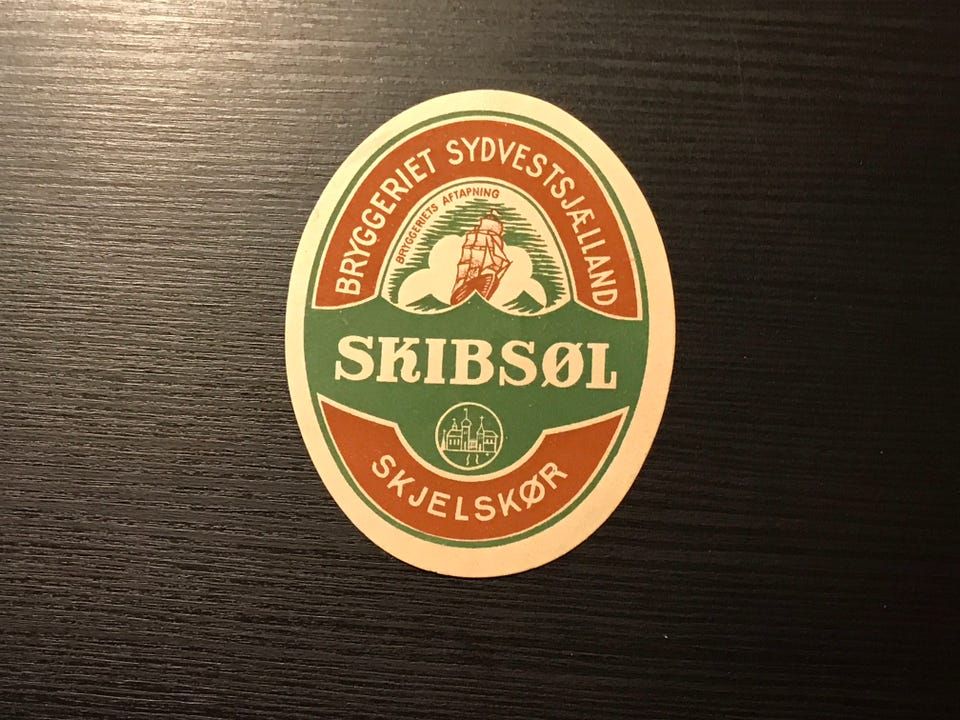 BRYGGERIET SYDVESTSJÆLLAND
BRYGGERIETS AFTAPNING
SKIBSØL
SKJELSKØR